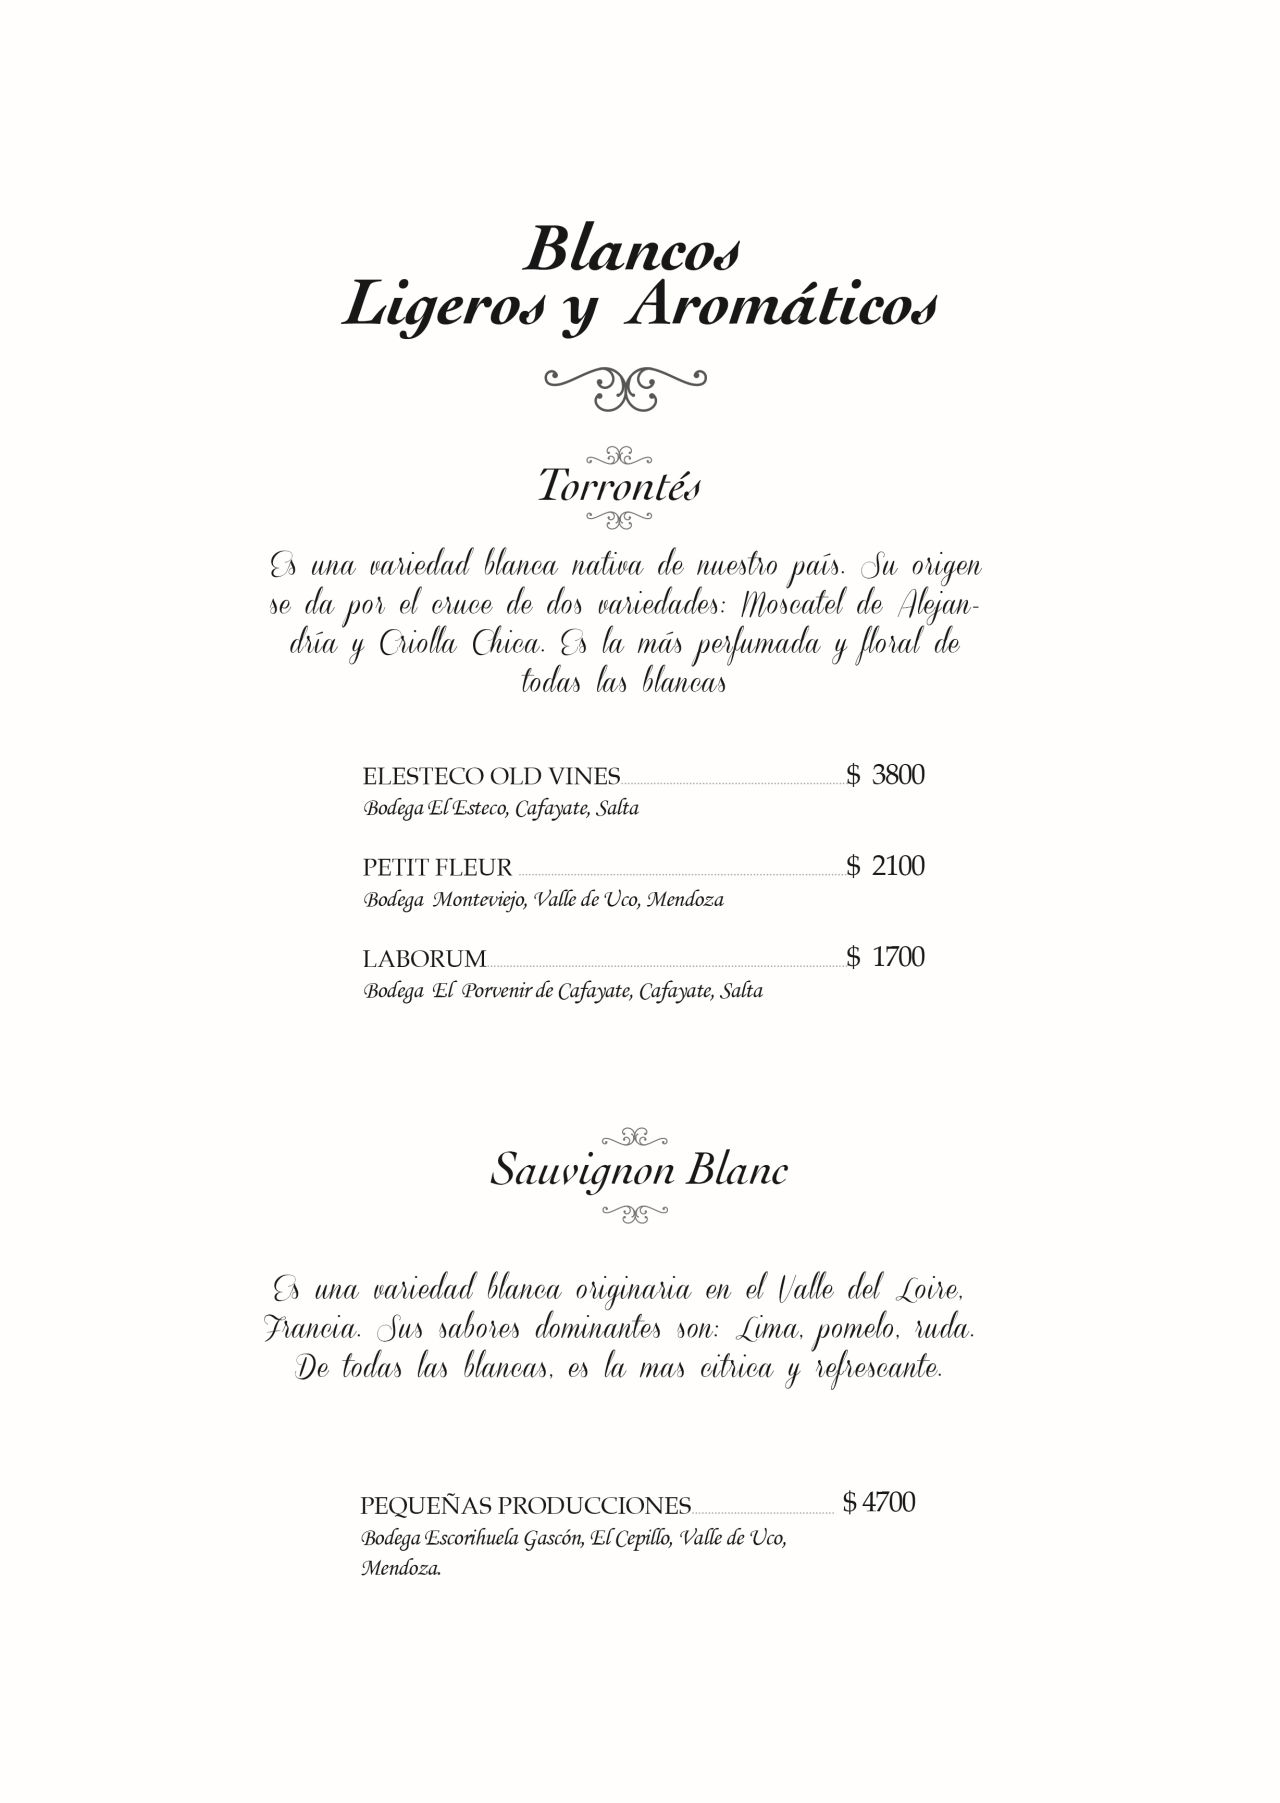 Blancos
Ligeros y Aromáticos
Torrontés
Es una variedad blanca nativa de nuestro país. Su origen
se da por el cruce de dos variedades: Moscatel de Alejan-
dría y Criolla Chica. Es la más perfumada y floral de
todas las blancas
ELESTECO OLD VINES $ 3800
Bodega El Esteco, Cafayate, Salta
PETIT FLEUR $ 2100
Bodega Monteviejo, Valle de Uco, Mendoza
LABORUM $ 1700
Bodega El Porvenir de Cafayate, Cafayate, Salta
Sauvignon Blanc
Es una variedad blanca originaria en el Valle del Loire,
Francia. Sus sabores dominantes son: Lima, pomelo, ruda.
De todas las blancas, es la mas citrica y refrescante.
PEQUEÑAS PRODUCCIONES $ 4700
Bodega Escorihuela Gascón, El Cepillo, Valle de Uco,
Mendoza.